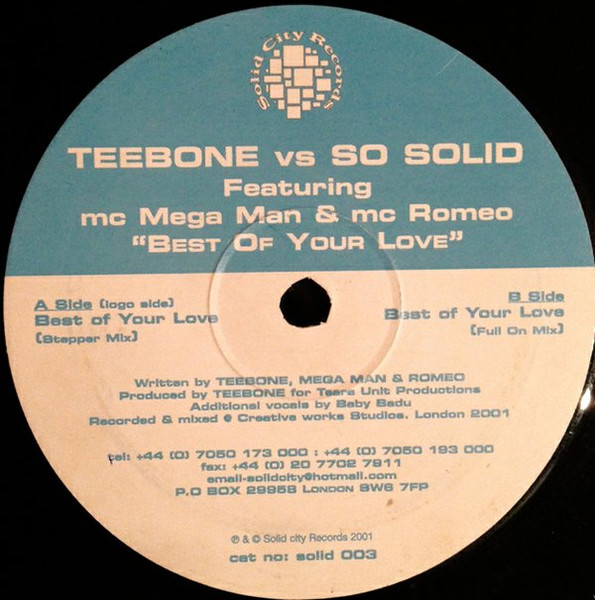 Solid City Records
TEEBONE vs SO SOLID
Featuring
mc Mega Man & mc Romeo
"BEST OF YOUR LOVE"
A Side (logo side)
Best of Your Love
(Stepper Mix)
B Side
Best of Your Love
(Full On Mix)
Written by TEEBONE, MEGA MAN & ROMEO
Produced by TEEBONE for Tears Unit Productions
Additional vocals by Baby Badu
Recorded & mixed @ Creative works Studios. London 2001
tel: +44 (0) 7050 173 000 : +44 (0) 7050 193 000
fax: +44 (0) 20 7702 7911
email-solidcity@hotmail.com
P.O BOX 29958 LONDON SW6 7FP
℗ & © Solid city Records 2001
cat no: solid 003